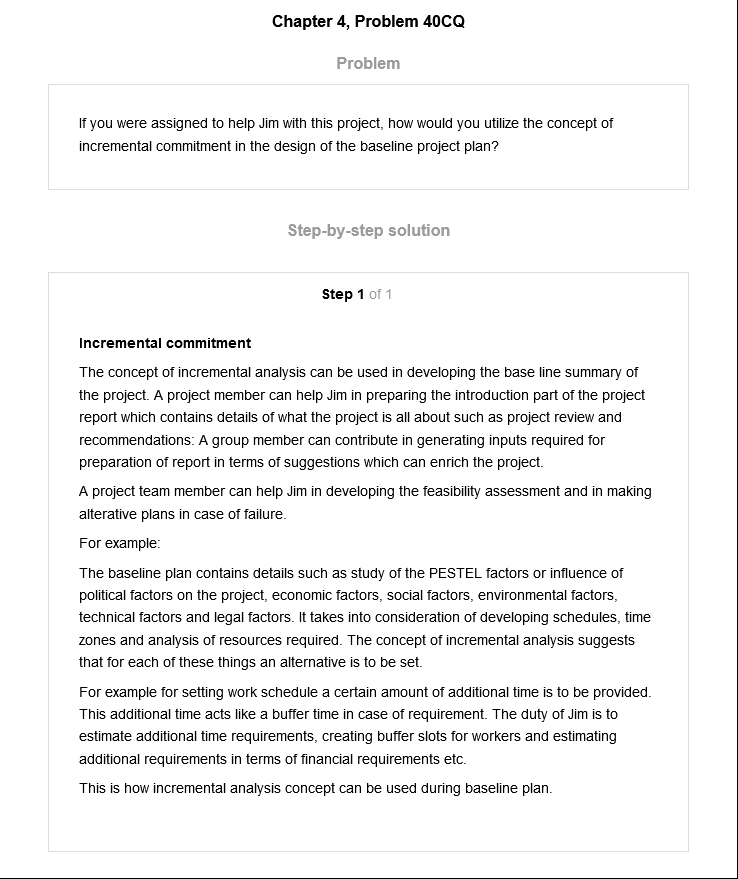 Chapter 4, Problem 40CQ
Problem
If you were assigned to help Jim with this project, how would you utilize the concept of
incremental commitment in the design of the baseline project plan?
Step-by-step solution
Step 1 of 1
Incremental commitment
The concept of incremental analysis can be used in developing the base line summary of
the project. A project member can help Jim in preparing the introduction part of the project
report which contains details of what the project is all about such as project review and
recommendations: A group member can contribute in generating inputs required for
preparation of report in terms of suggestions which can enrich the project.
A project team member can help Jim in developing the feasibility assessment and in making
alterative plans in case of failure.
For example:
The baseline plan contains details such as study of the PESTEL factors or influence of
political factors on the project, economic factors, social factors, environmental factors,
technical factors and legal factors. It takes into consideration of developing schedules, time
zones and analysis of resources required. The concept of incremental analysis suggests
that for each of these things an alternative is to be set.
For example for setting work schedule a certain amount of additional time is to be provided.
This additional time acts like a buffer time in case of requirement. The duty of Jim is to
estimate additional time requirements, creating buffer slots for workers and estimating
additional requirements in terms of financial requirements etc.
This is how incremental analysis concept can be used during baseline plan.